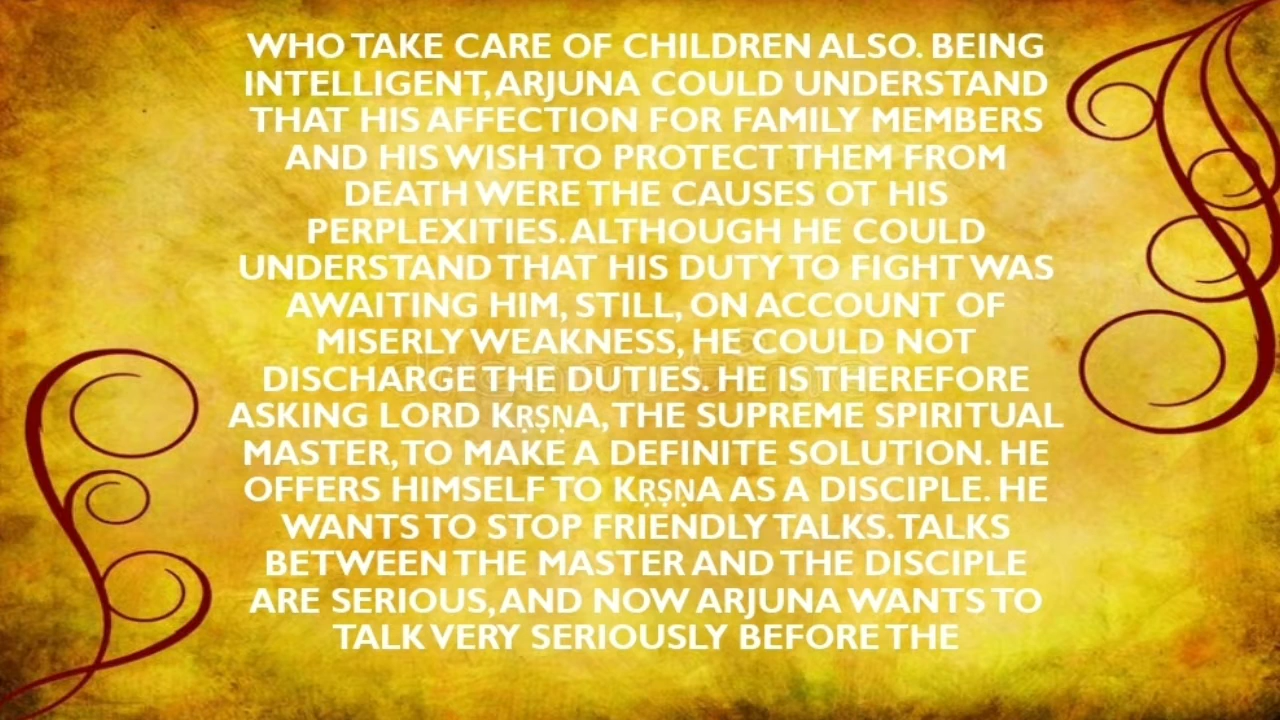 WHO TAKE CARE OF CHILDREN ALSO. BEING
INTELLIGENT, ARJUNA COULD UNDERSTAND
THAT HIS AFFECTION FOR FAMILY MEMBERS
AND HIS WISH TO PROTECT THEM FROM
DEATH WERE THE CAUSES OT HIS
PERPLEXITIES. ALTHOUGH HE COULD
UNDERSTAND THAT HIS DUTY TO FIGHT WAS
AWAITING HIM, STILL, ON ACCOUNT OF
MISERLY WEAKNESS, HE COULD NOT
DISCHARGE THE DUTIES. HE IS THEREFORE
ASKING LORD KṚṢṆA, THE SUPREME SPIRITUAL
MASTER, TO MAKE A DEFINITE SOLUTION. HE
OFFERS HIMSELF TO KṚṢṆA AS A DISCIPLE. HE
WANTS TO STOP FRIENDLY TALKS. TALKS
BETWEEN THE MASTER AND THE DISCIPLE
ARE SERIOUS, AND NOW ARJUNA WANTS TO
TALK VERY SERIOUSLY BEFORE THE